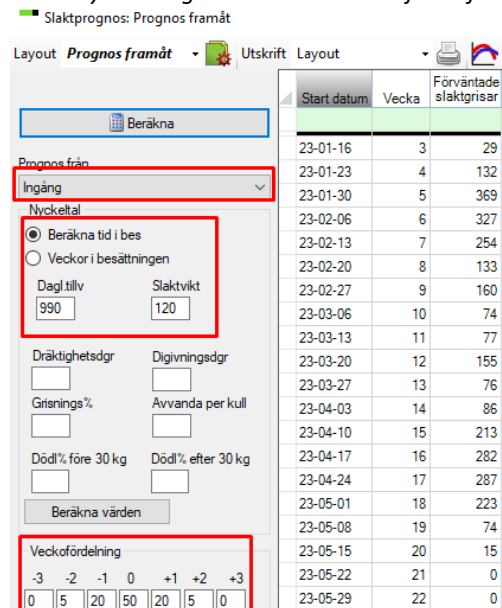 Slaktprognos: Prognos framåt
Layout Prognos framåt Utskrift Layout
Beräkna
Prognos från
Ingång
Nyckeltal
Beräkna tid i bes
Veckor i besättningen
Dagl.tillv Slaktvikt
990 120
Dräktighetsdgr Digivningsdgr
Grisnings% Avvanda per kull
Dödl% före 30 kg Dödl% efter 30 kg
Beräkna värden
Veckofördelning
-3 -2 -1 0 +1 +2 +3
0 5 20 50 20 5 0
Start datum Vecka Förväntade slaktgrisar
23-01-16 3 29
23-01-23 4 132
23-01-30 5 369
23-02-06 6 327
23-02-13 7 254
23-02-20 8 133
23-02-27 9 160
23-03-06 10 74
23-03-13 11 77
23-03-20 12 155
23-03-27 13 76
23-04-03 14 86
23-04-10 15 213
23-04-17 16 282
23-04-24 17 287
23-05-01 18 223
23-05-08 19 74
23-05-15 20 15
23-05-22 21 0
23-05-29 22 0